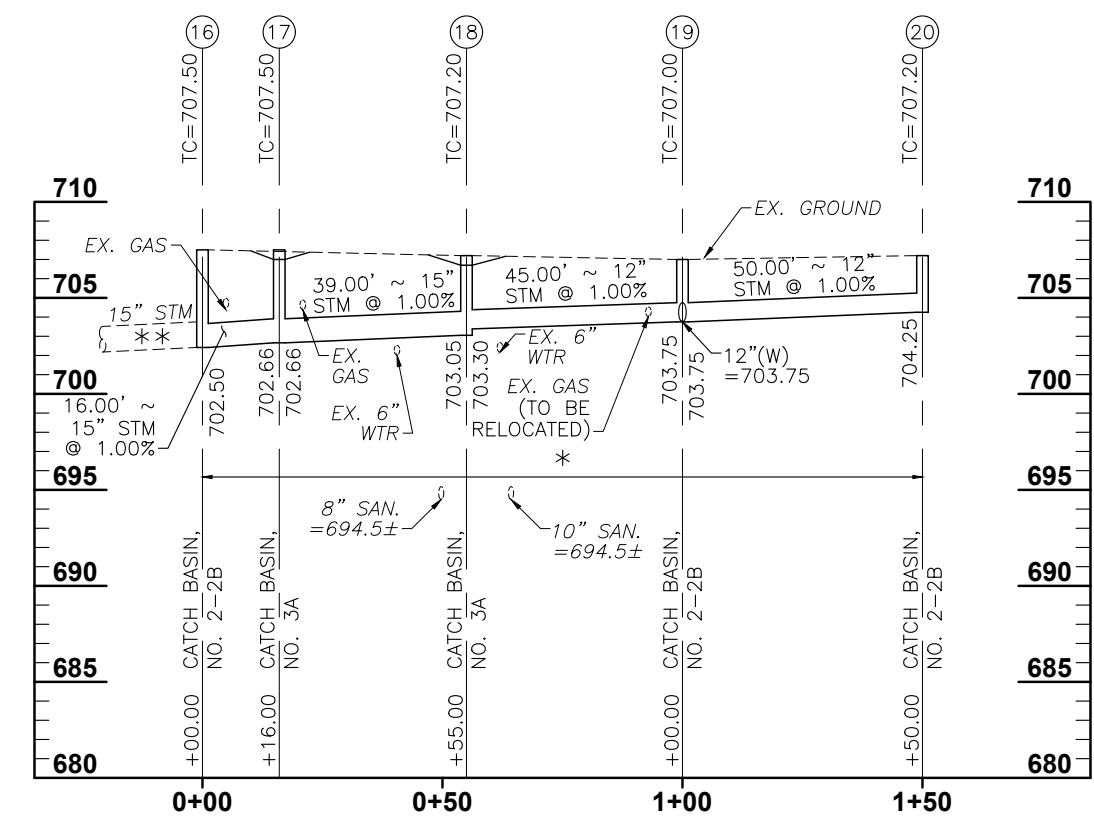 16
17
18
19
20
TC=707.50
TC=707.50
TC=707.20
TC=707.00
TC=707.20
710
710
EX. GROUND
EX. GAS
39.00' ~ 15"
STM @ 1.00%
45.00' ~ 12"
STM @ 1.00%
50.00' ~ 12"
STM @ 1.00%
705
705
15" STM
**
EX.
GAS
EX. 6"
WTR
12"(W)
=703.75
702.50
702.66
702.66
703.05
703.30
703.75
703.75
704.25
700
700
16.00' ~
15" STM
@ 1.00%
EX. 6"
WTR
EX. GAS
(TO BE
RELOCATED)
*
695
695
8" SAN.
=694.5±
10" SAN.
=694.5±
690
690
+00.00 CATCH BASIN,
NO. 2-2B
+16.00 CATCH BASIN,
NO. 3A
+55.00 CATCH BASIN,
NO. 3A
+00.00 CATCH BASIN,
NO. 2-2B
+50.00 CATCH BASIN,
NO. 2-2B
685
685
680
680
0+00
0+50
1+00
1+50